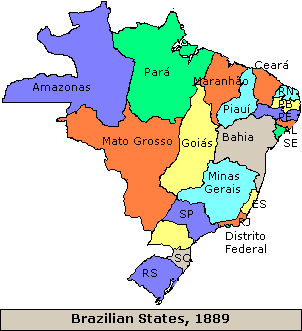 Ceará
Pará
Maranhão
Amazonas
RN
PB
Piauí
PE
AL
Mato Grosso
Goiás
Bahia
SE
Minas
Gerais
ES
SP
RJ
Distrito
Federal
SC
RS
Brazilian States, 1889